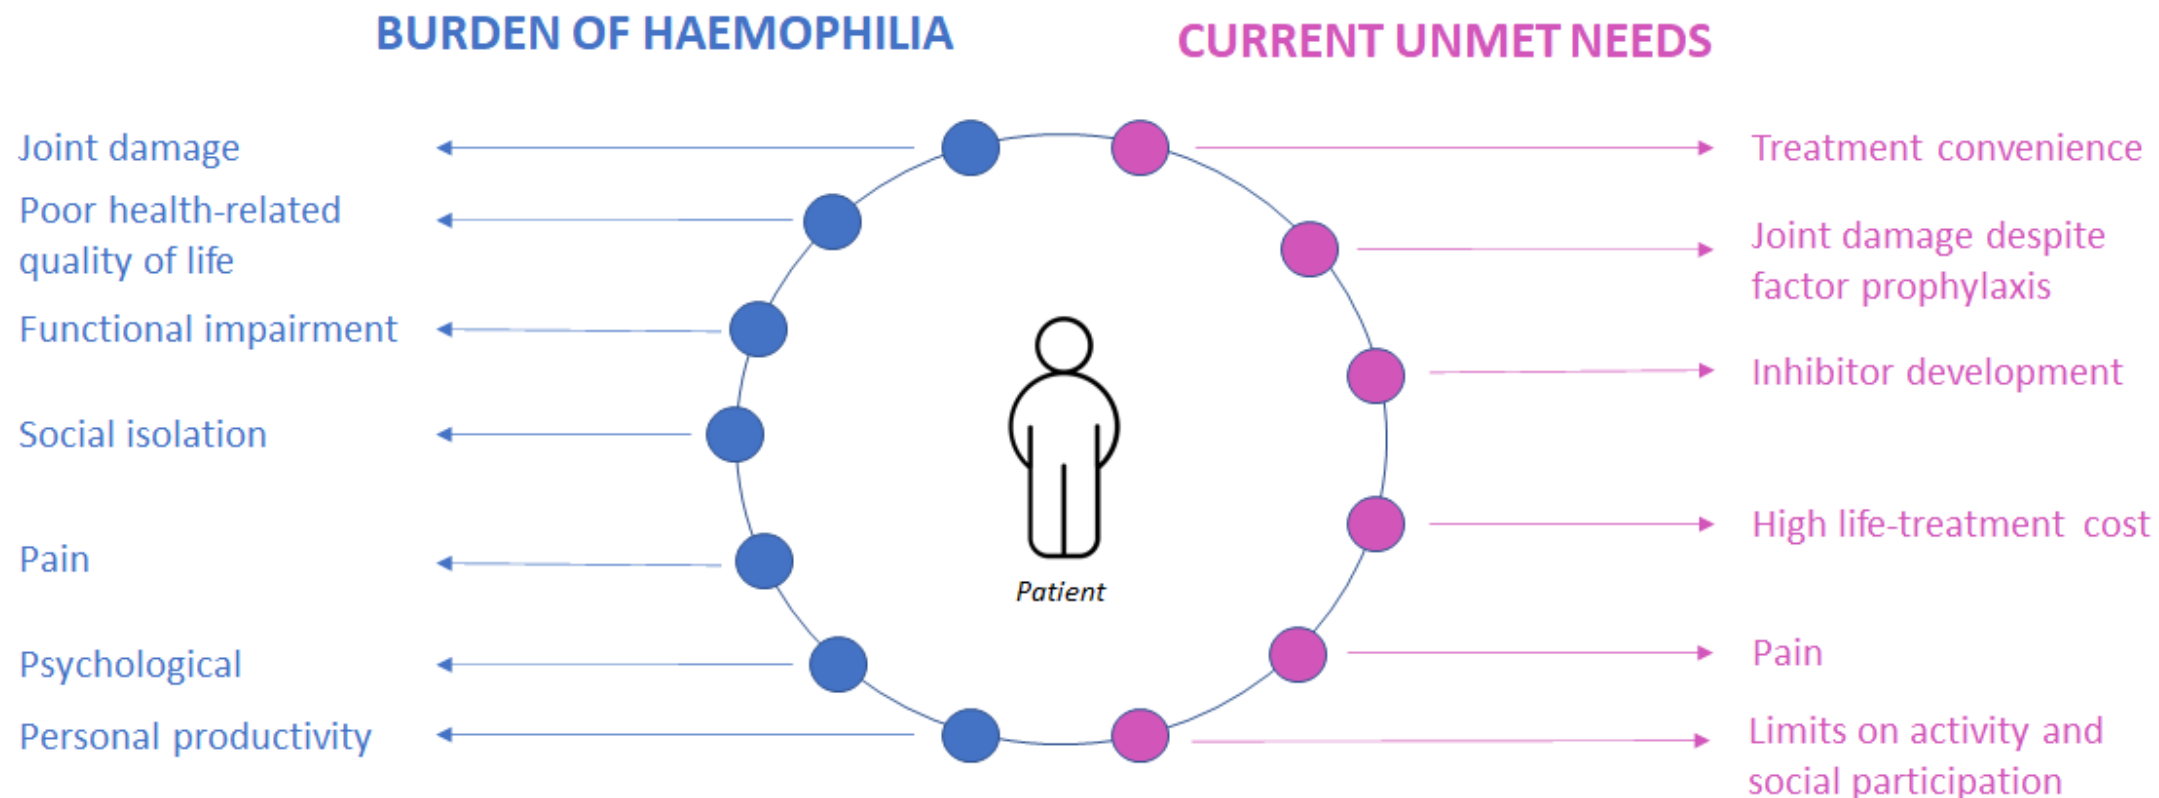 BURDEN OF HAEMOPHILIA
Joint damage
Poor health-related
quality of life
Functional impairment
Social isolation
Pain
Psychological
Personal productivity
Patient
CURRENT UNMET NEEDS
Treatment convenience
Joint damage despite
factor prophylaxis
Inhibitor development
High life-treatment cost
Pain
Limits on activity and
social participation